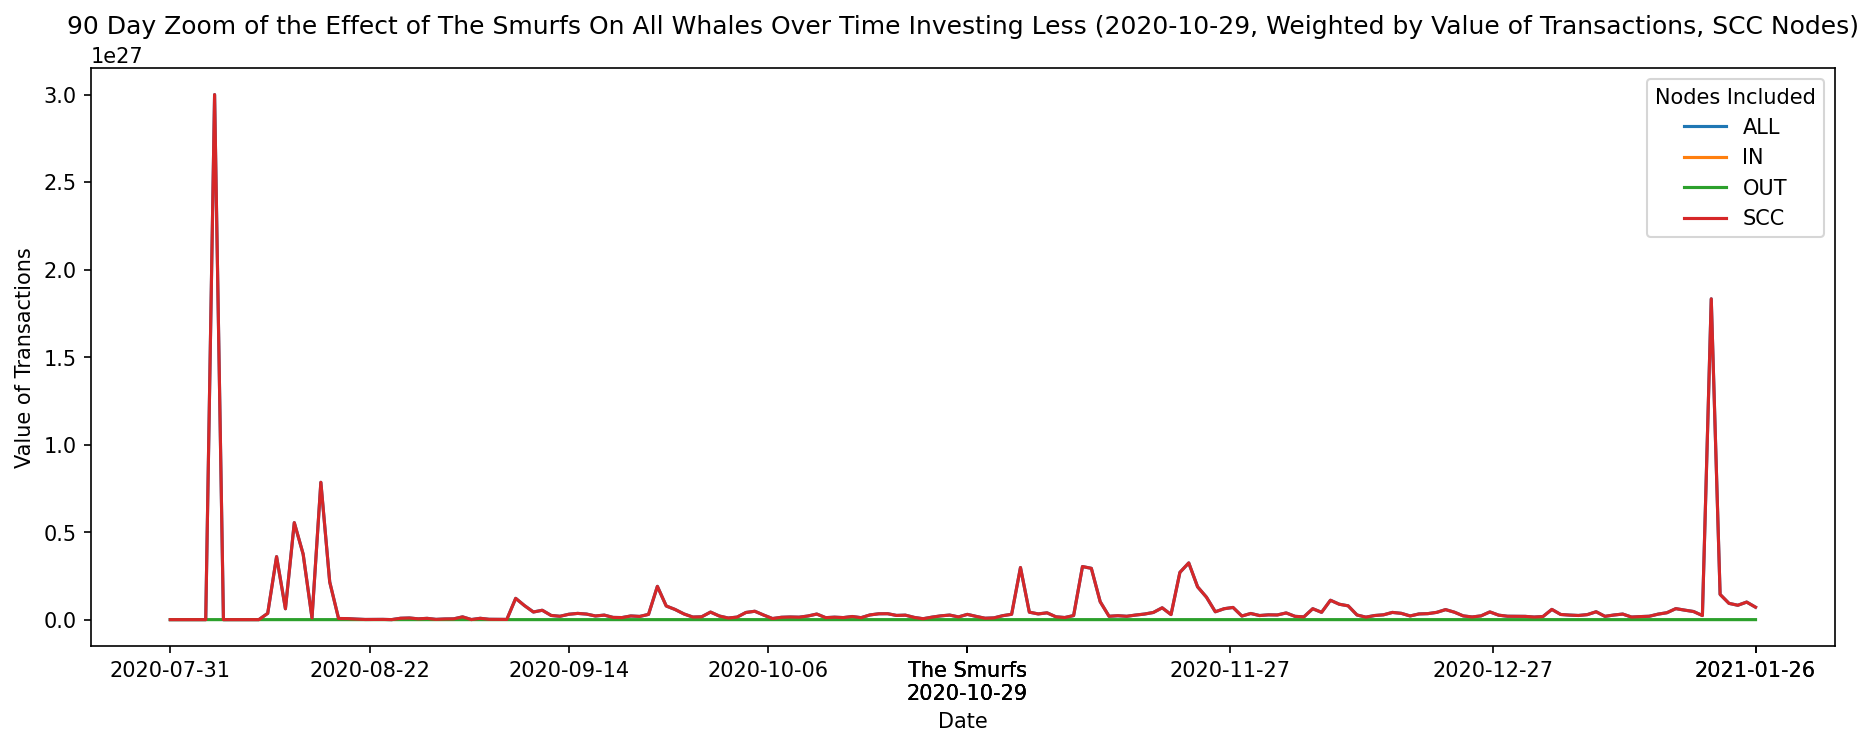 90 Day Zoom of the Effect of The Smurfs On All Whales Over Time Investing Less (2020-10-29, Weighted by Value of Transactions, SCC Nodes)
1e27
3.0
2.5
2.0
1.5
1.0
0.5
0.0
Value of Transactions
Nodes Included
ALL
IN
OUT
SCC
2020-07-31 2020-08-22 2020-09-14 2020-10-06 The Smurfs 2020-11-27 2020-12-27 2021-01-26
2020-10-29
Date